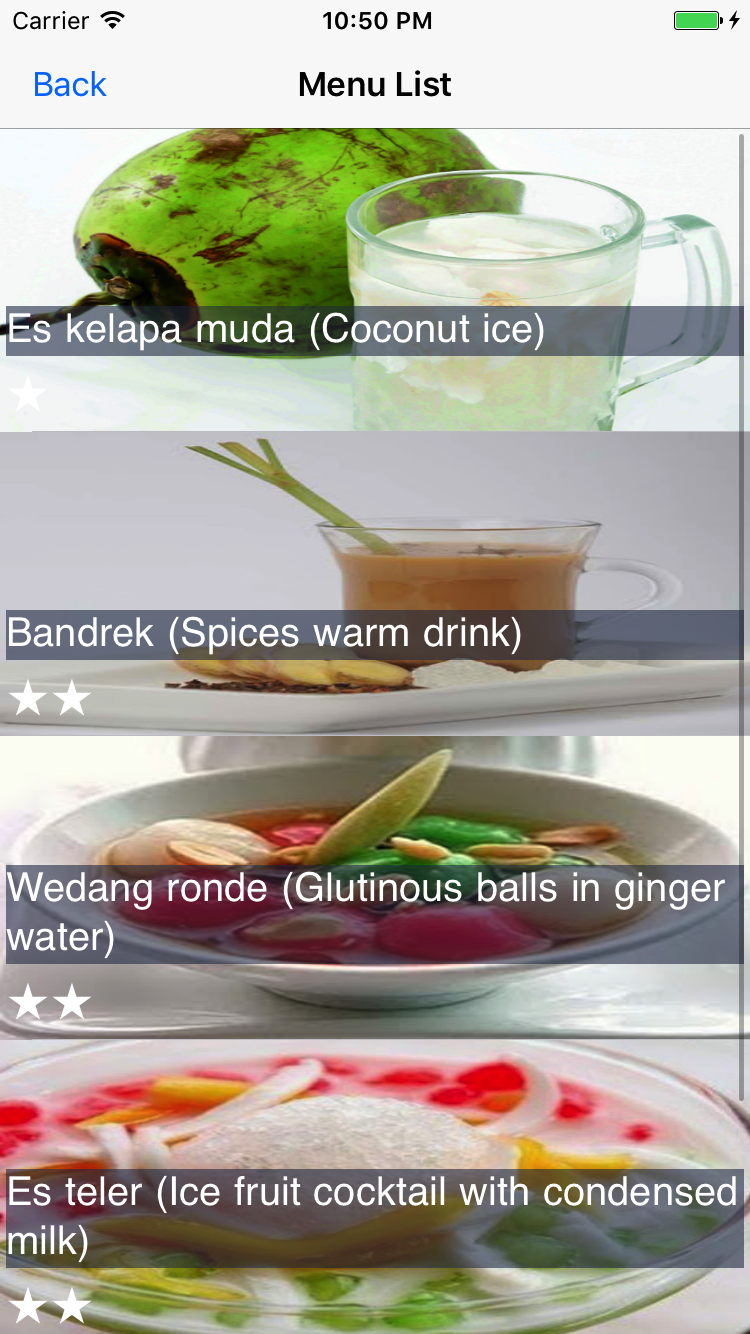 Carrier 10:50 PM
Back Menu List
Es kelapa muda (Coconut ice)
★
Bandrek (Spices warm drink)
★★
Wedang ronde (Glutinous balls in ginger
water)
★★
Es teler (Ice fruit cocktail with condensed
milk)
★★